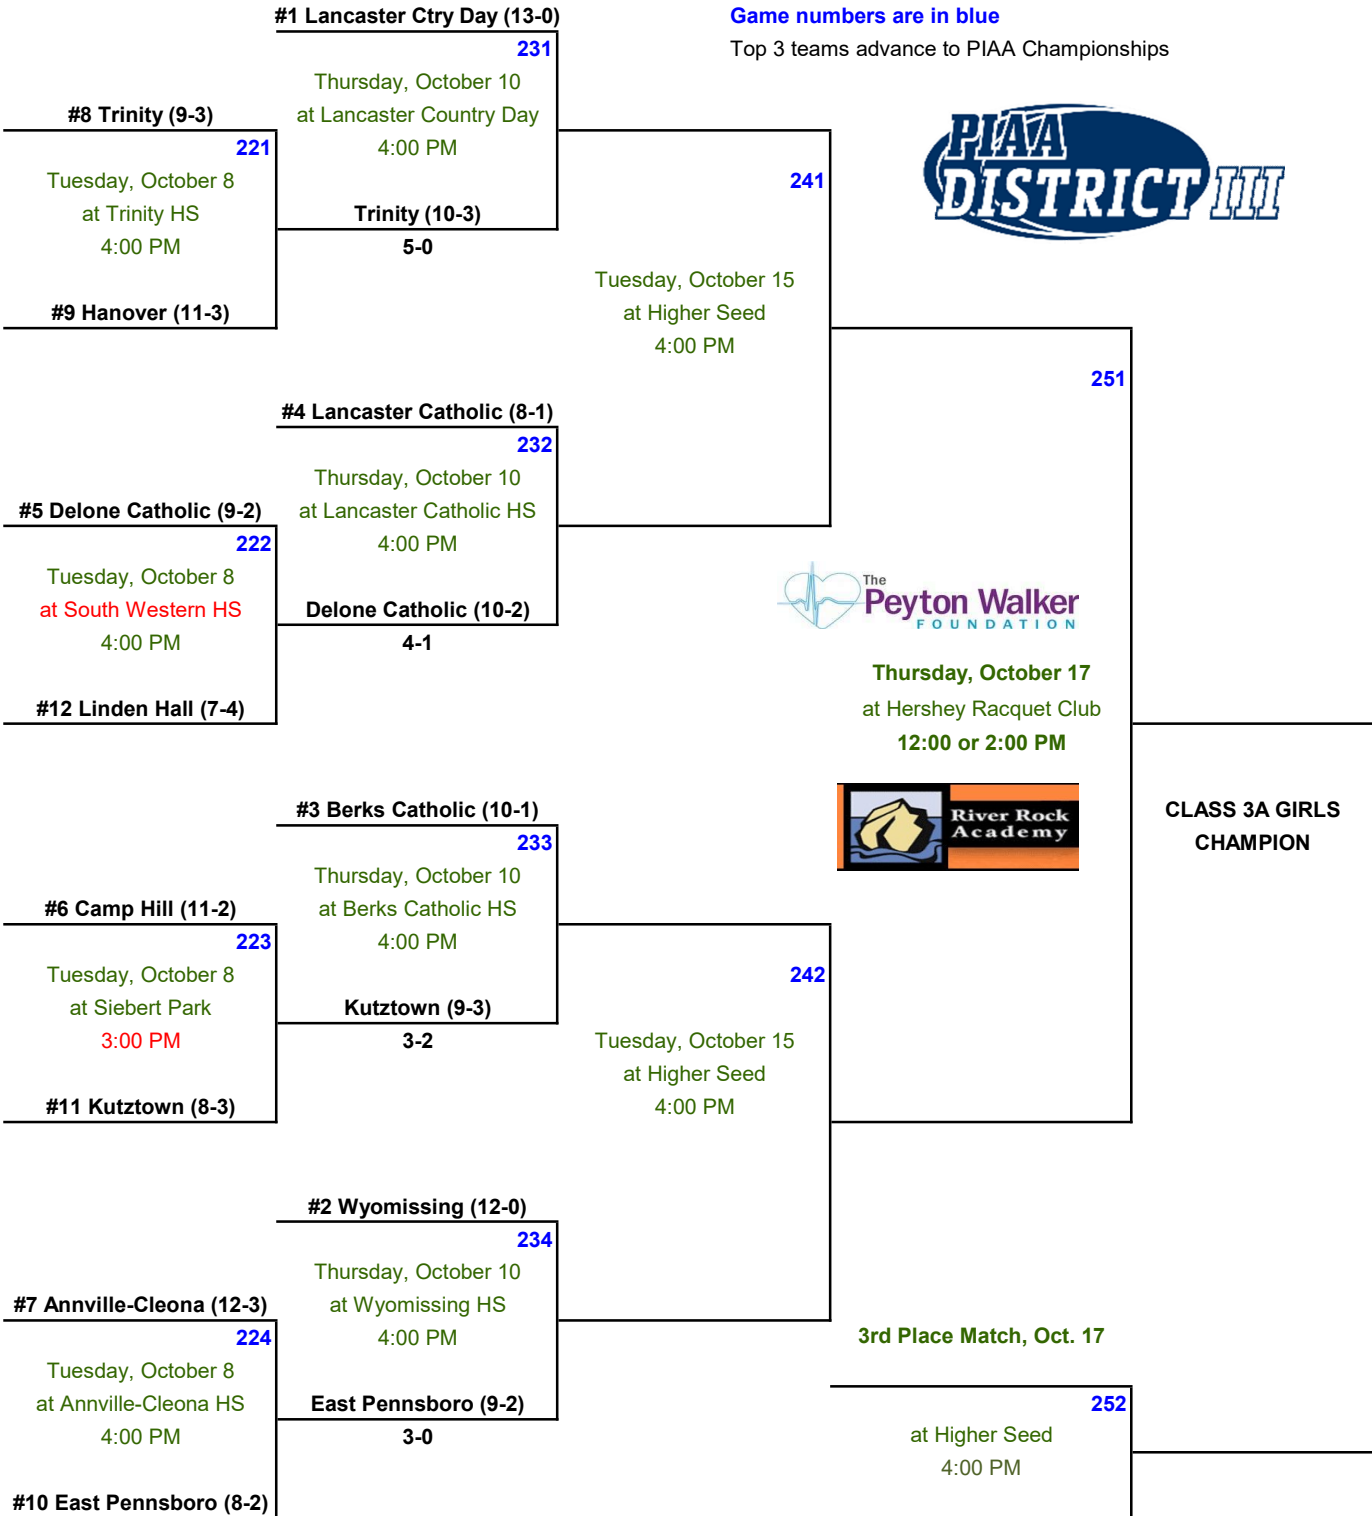 #1 Lancaster Ctry Day (13-0)
Game numbers are in blue
231
Top 3 teams advance to PIAA Championships
Thursday, October 10
#8 Trinity (9-3)
at Lancaster Country Day
221
4:00 PM
PIAA
DISTRICT III
Tuesday, October 8
241
at Trinity HS
Trinity (10-3)
4:00 PM
5-0
Tuesday, October 15
#9 Hanover (11-3)
at Higher Seed
4:00 PM
251
#4 Lancaster Catholic (8-1)
232
Thursday, October 10
#5 Delone Catholic (9-2)
at Lancaster Catholic HS
222
4:00 PM
Tuesday, October 8
at South Western HS
Delone Catholic (10-2)
4:00 PM
4-1
The
Peyton Walker
FOUNDATION
Thursday, October 17
#12 Linden Hall (7-4)
at Hershey Racquet Club
12:00 or 2:00 PM
#3 Berks Catholic (10-1)
River Rock
Academy
CLASS 3A GIRLS
CHAMPION
233
Thursday, October 10
#6 Camp Hill (11-2)
at Berks Catholic HS
223
4:00 PM
Tuesday, October 8
242
at Siebert Park
Kutztown (9-3)
3:00 PM
3-2
Tuesday, October 15
at Higher Seed
#11 Kutztown (8-3)
4:00 PM
#2 Wyomissing (12-0)
234
Thursday, October 10
#7 Annville-Cleona (12-3)
at Wyomissing HS
224
4:00 PM
3rd Place Match, Oct. 17
Tuesday, October 8
at Annville-Cleona HS
East Pennsboro (9-2)
252
4:00 PM
3-0
at Higher Seed
4:00 PM
#10 East Pennsboro (8-2)